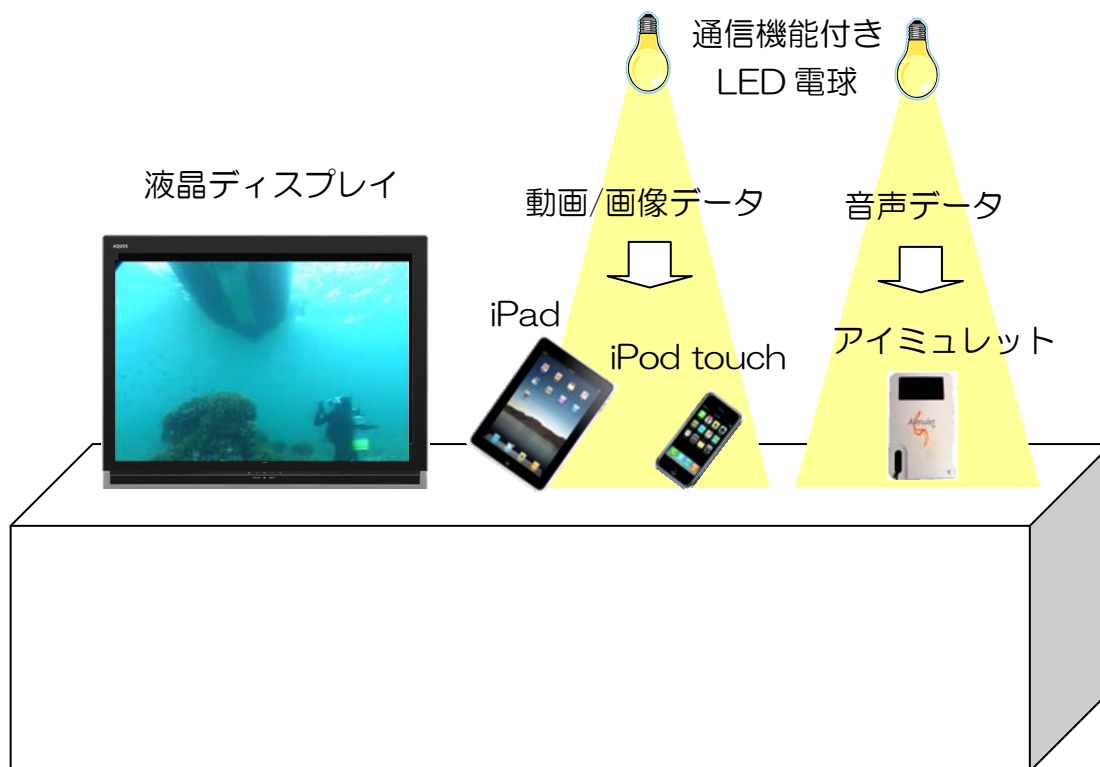 通信機能付き
LED 電球
液晶ディスプレイ
動画/画像データ
音声データ
AQUOS
iPad
iPod touch
アイミュレット
Aimulet